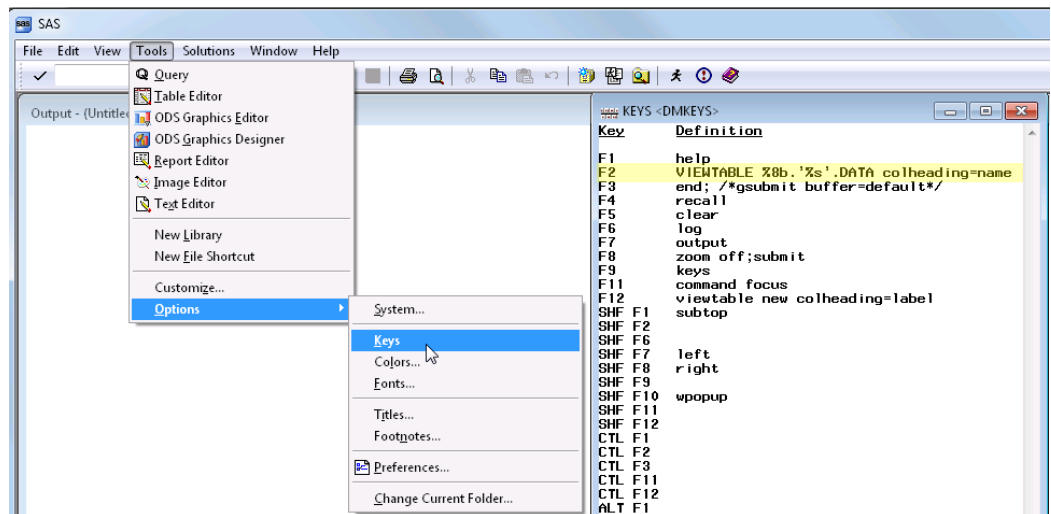 sas SAS
File Edit View Tools Solutions Window Help
Query
Table Editor
ODS Graphics Editor
ODS Graphics Designer
Report Editor
Image Editor
Text Editor
New Library
New File Shortcut
Customize...
Options
System...
Keys
Colors...
Fonts...
Titles...
Footnotes...
Preferences...
Change Current Folder...
Output - (Untitled
KEYS <DMKEYS>
Key Definition
F1 help
F2 VIEWTABLE %8b.'%s'.DATA colheading=name
F3 end; /*gsubmit buffer=default*/
F4 recall
F5 clear
F6 log
F7 output
F8 zoom off;submit
F9 keys
F11 command focus
F12 viewtable new colheading=label
SHF F1 subtop
SHF F2
SHF F6
SHF F7 left
SHF F8 right
SHF F9
SHF F10 wpopup
SHF F11
SHF F12
CTL F1
CTL F2
CTL F3
CTL F11
CTL F12
ALT F1